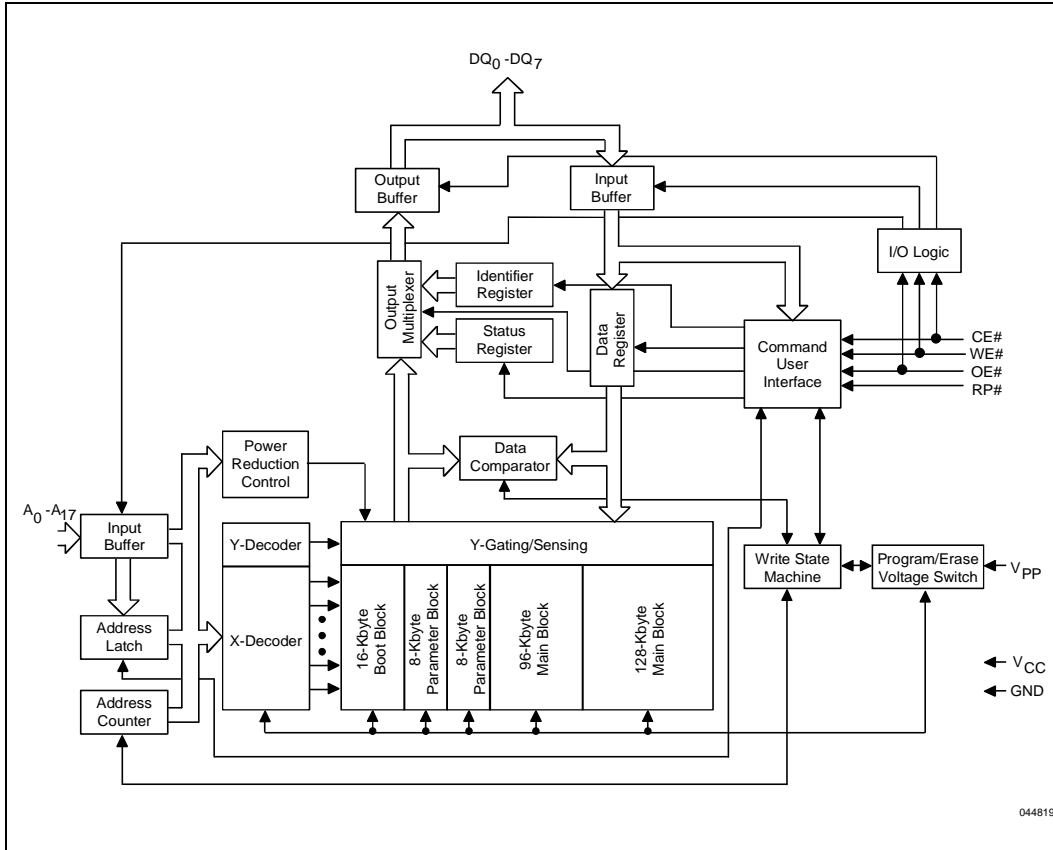 DQ0 -DQ7
Output
Buffer
Input
Buffer
I/O Logic
Output
Multiplexer
Identifier
Register
Status
Register
Data
Register
Command
User
Interface
CE#
WE#
OE#
RP#
Power
Reduction
Control
Data
Comparator
A0 -A17
Input
Buffer
Y-Decoder
Y-Gating/Sensing
Write State
Machine
Program/Erase
Voltage Switch
VPP
Address
Latch
X-Decoder
16-Kbyte
Boot Block
8-Kbyte
Parameter Block
8-Kbyte
Parameter Block
96-Kbyte
Main Block
128-Kbyte
Main Block
VCC
GND
Address
Counter
044819